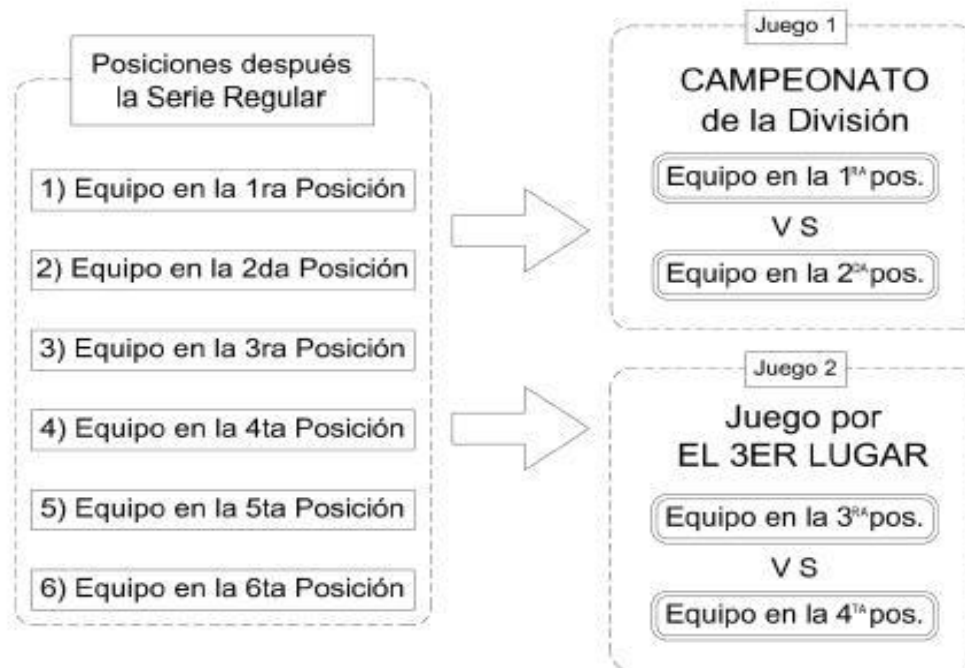 Posiciones después
la Serie Regular
1) Equipo en la 1ra Posición
2) Equipo en la 2da Posición
3) Equipo en la 3ra Posición
4) Equipo en la 4ta Posición
5) Equipo en la 5ta Posición
6) Equipo en la 6ta Posición
Juego 1
CAMPEONATO
de la División
Equipo en la 1RA pos.
V S
Equipo en la 2DA pos.
Juego 2
Juego por
EL 3ER LUGAR
Equipo en la 3RA pos.
V S
Equipo en la 4TA pos.